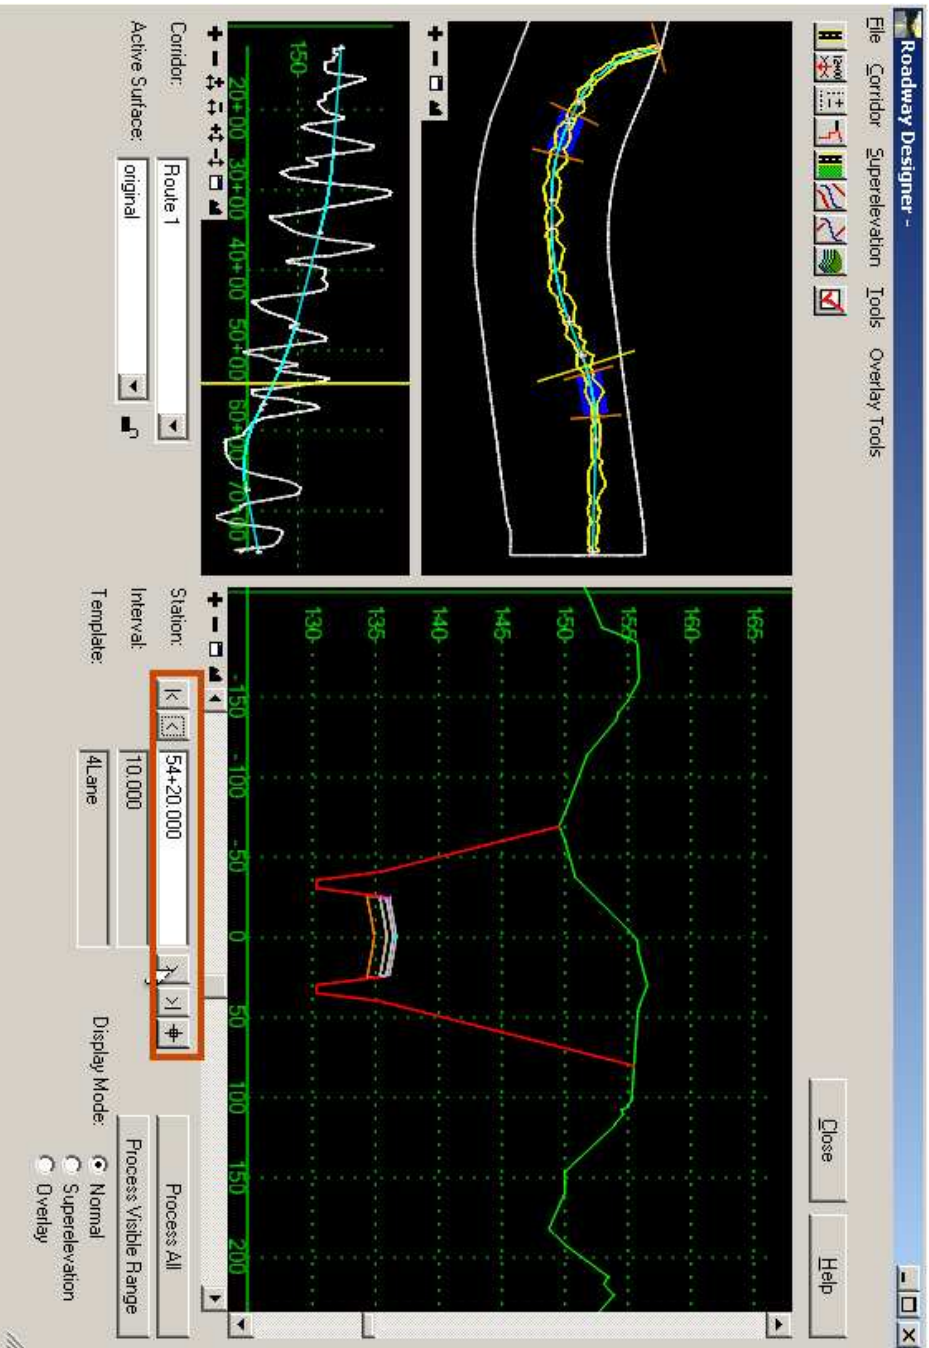 Roadway Designer -
File Corridor Superelevation Tools Overlay Tools
Close
Help
165
160
155
150
145
140
135
130
-150 -100 -50 0 50 100 150 200
150
20+00 30+00 40+00 50+00 60+00 70+00
Corridor: Route 1
Active Surface: original
Station: 54+20.000
Interval: 10.000
Template: 4Lane
Process All
Process Visible Range
Display Mode: Normal
Superelevation
Overlay